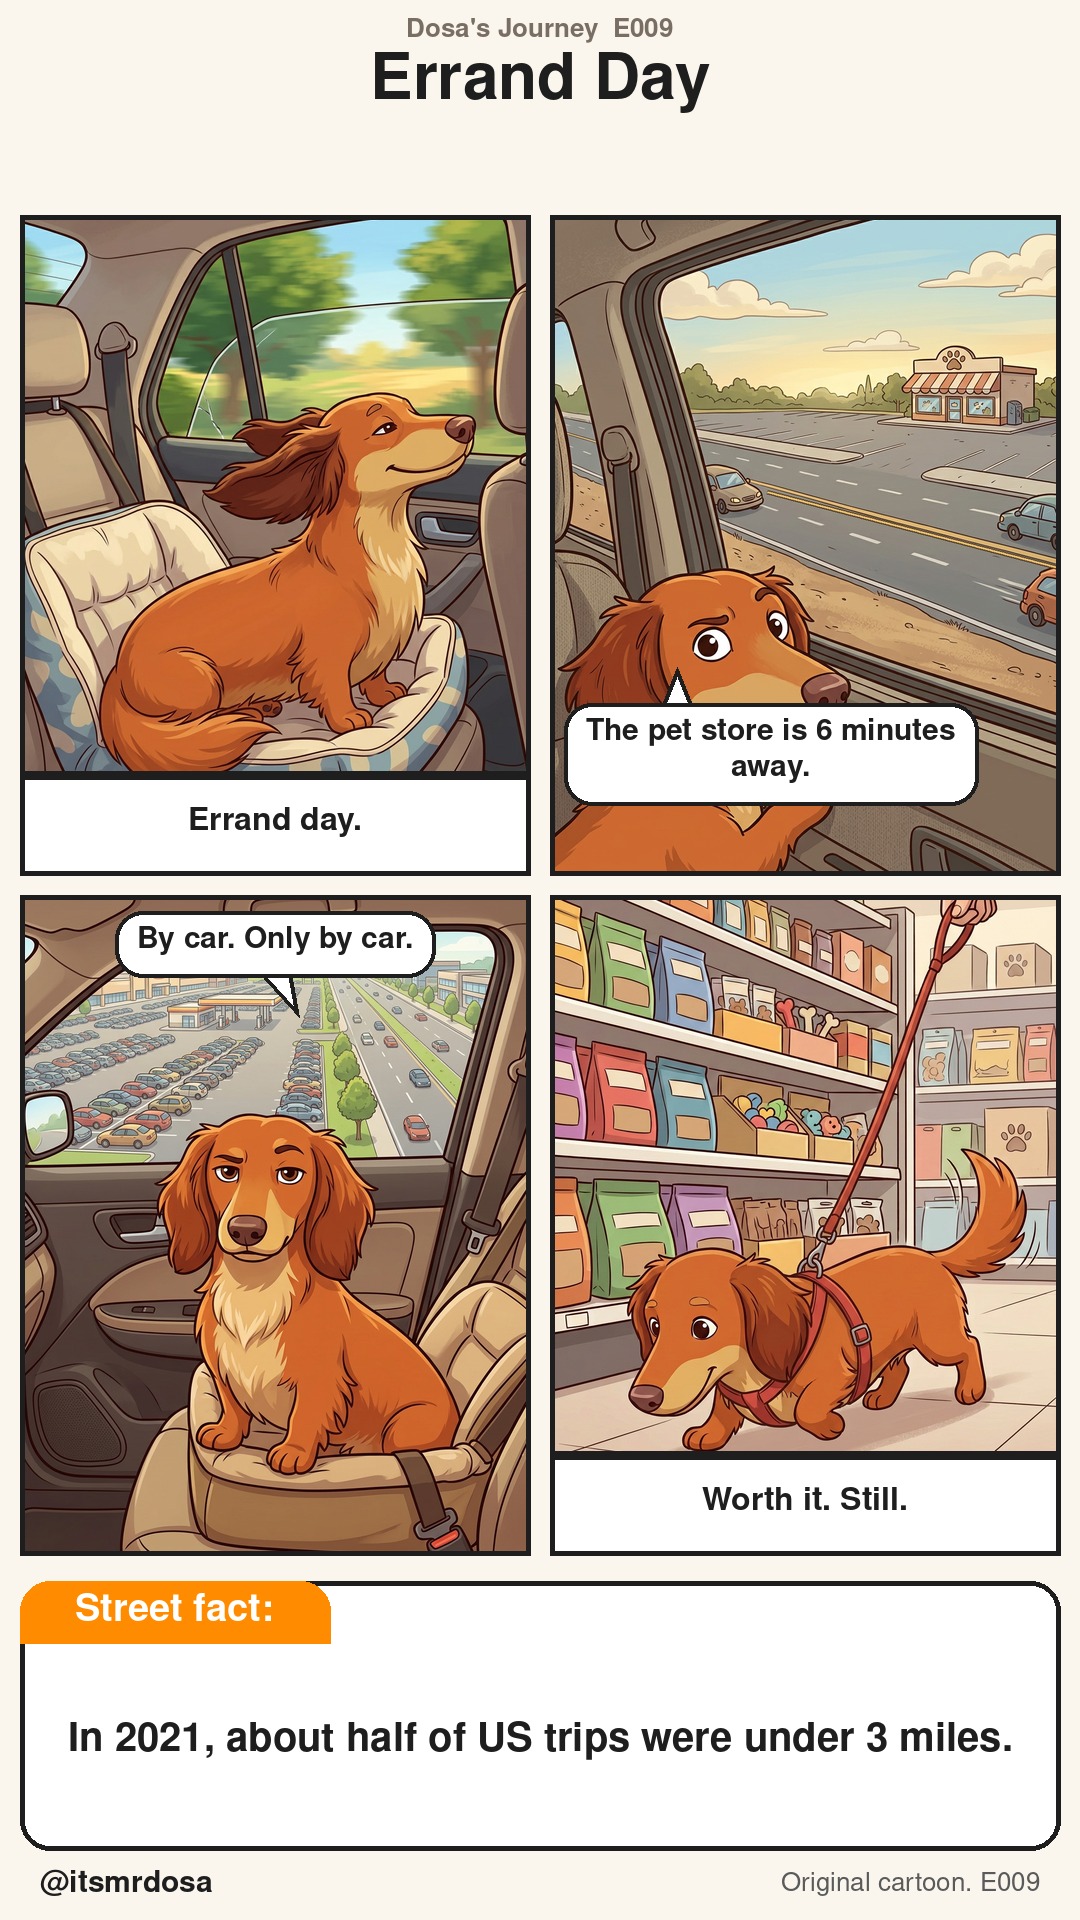 Dosa's Journey E009
Errand Day
Errand day.
The pet store is 6 minutes
away.
By car. Only by car.
Worth it. Still.
Street fact:
In 2021, about half of US trips were under 3 miles.
@itsmrdosa
Original cartoon. E009